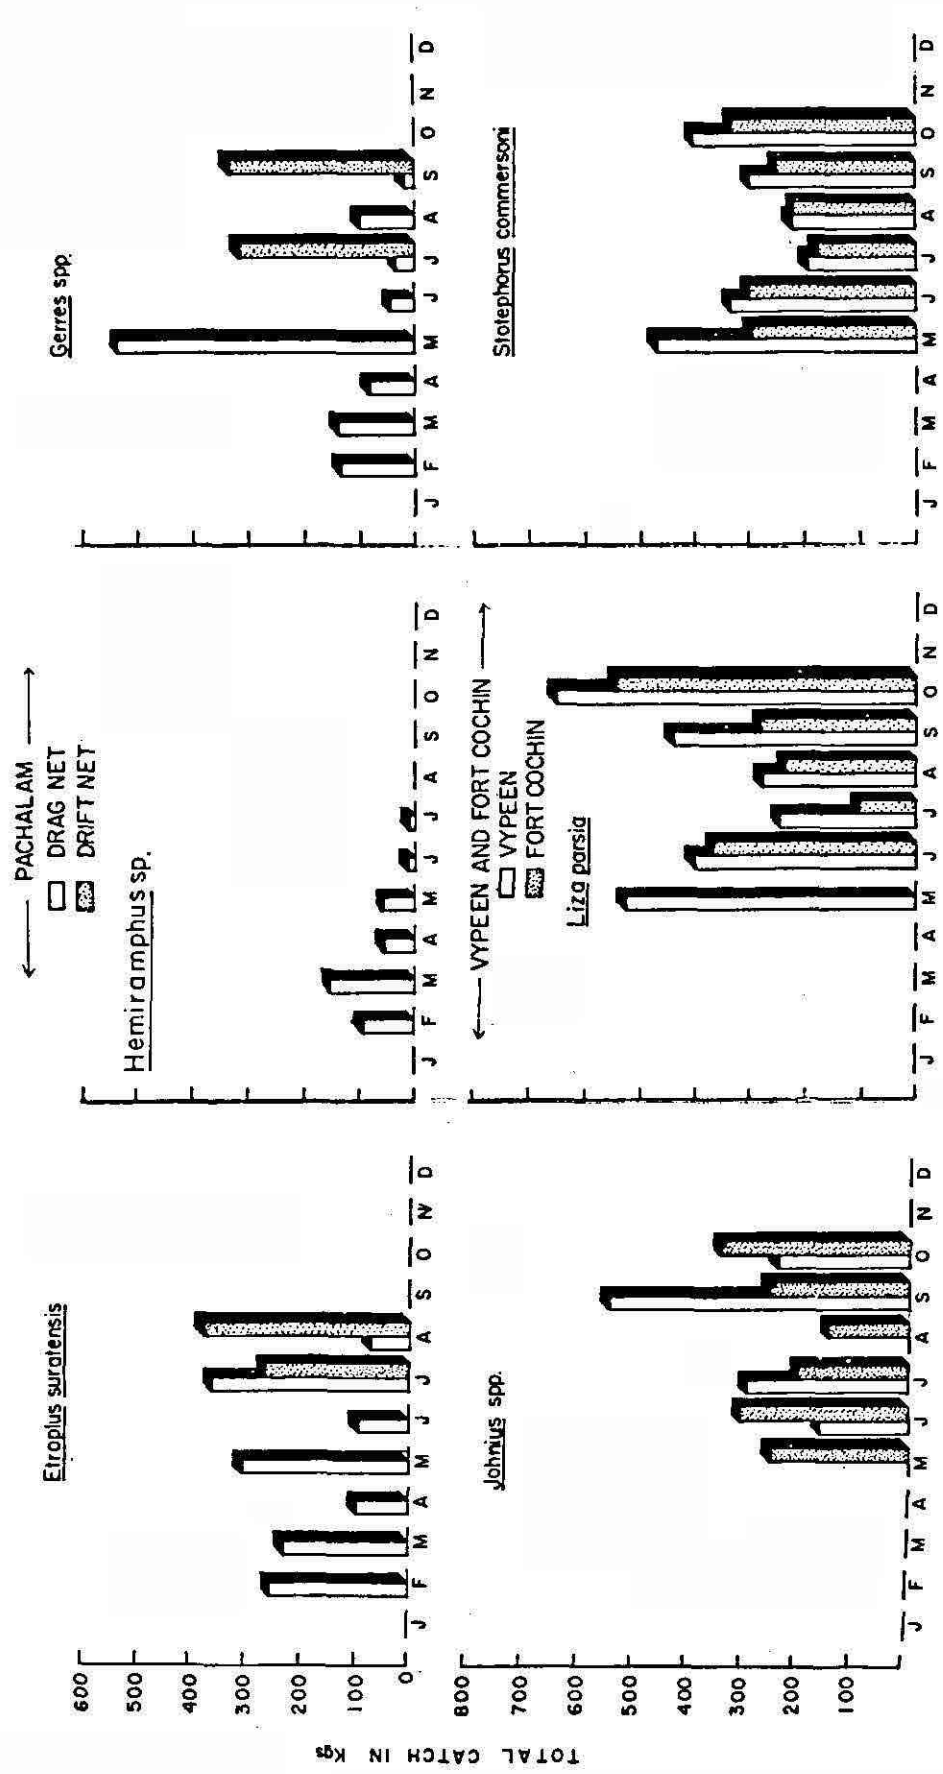 ← PACHALAM →
DRAG NET
DRIFT NET
Etroplus suratensis
Hemiramphus sp.
Gerres spp.
TOTAL CATCH IN Kgs
600
500
400
300
200
100
0
J F M A M J J A S O N D
J F M A M J J A S O N D
J F M A M J J A S O N D
← VYPEEN AND FORT COCHIN →
VYPEEN
FORT COCHIN
Johnius spp.
Liza parsia
Stotephorus commersoni
800
700
600
500
400
300
200
100
J F M A M J J A S O N D
J F M A M J J A S O N D
J F M A M J J A S O N D